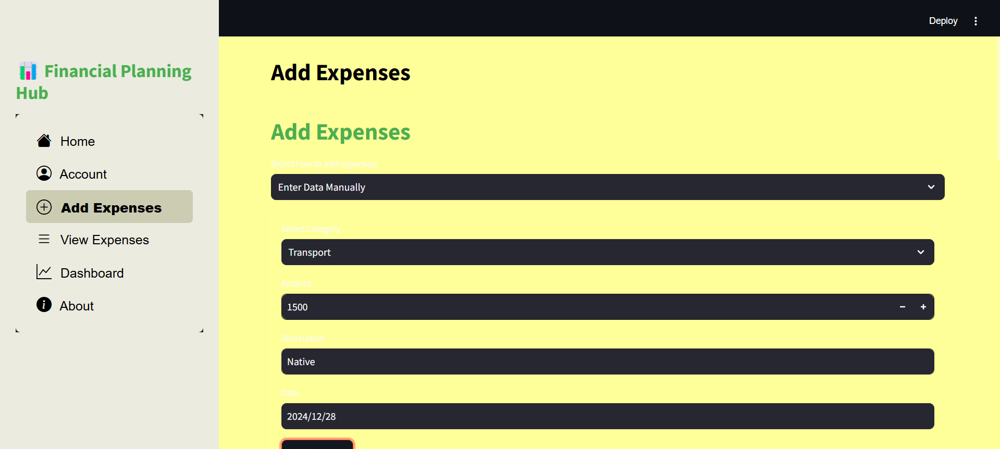 Deploy
Financial Planning
Hub
Home
Account
Add Expenses
View Expenses
Dashboard
About
Add Expenses
Add Expenses
Select how to add expenses:
Enter Data Manually
Select Category
Transport
Amount
1500
Description
Native
Date
2024/12/28